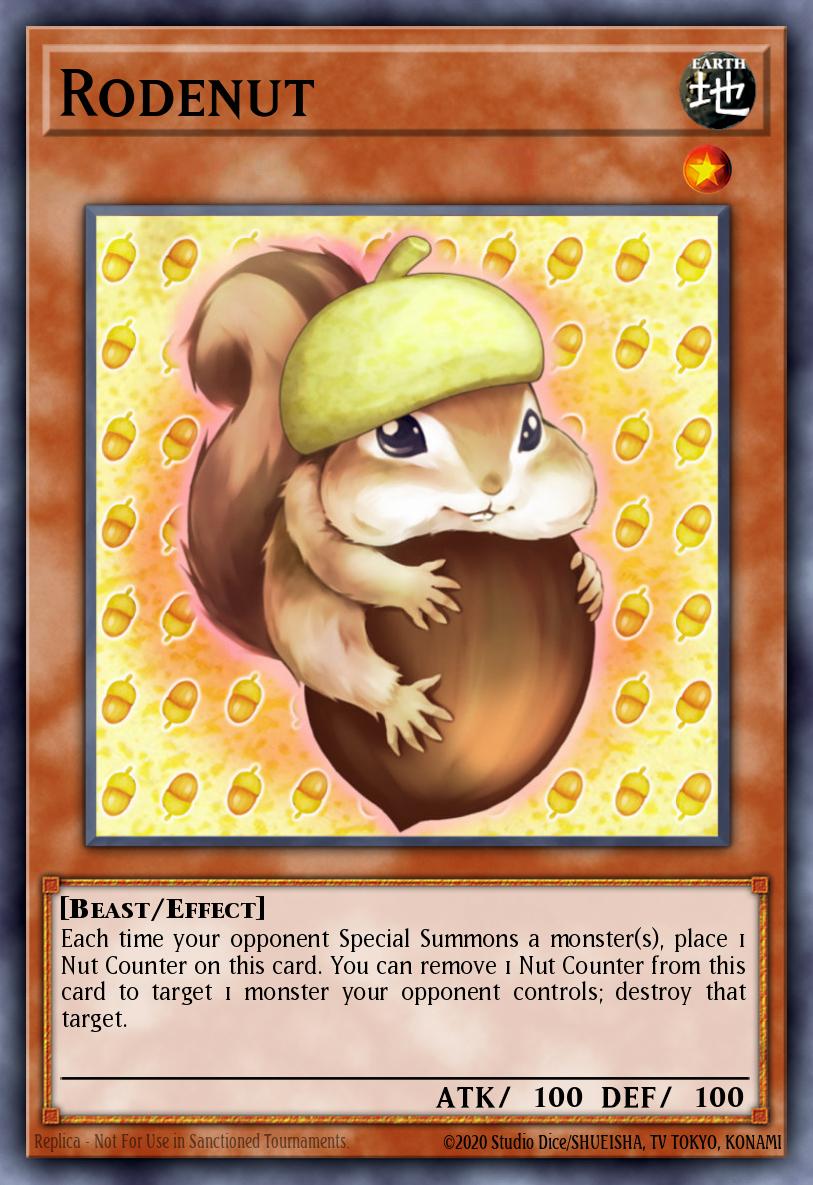 Rodenut
EARTH
地
[Beast/Effect]
Each time your opponent Special Summons a monster(s), place 1
Nut Counter on this card. You can remove 1 Nut Counter from this
card to target 1 monster your opponent controls; destroy that
target.
ATK/ 100 DEF/ 100
Replica - Not For Use in Sanctioned Tournaments.
©2020 Studio Dice/SHUEISHA, TV TOKYO, KONAMI